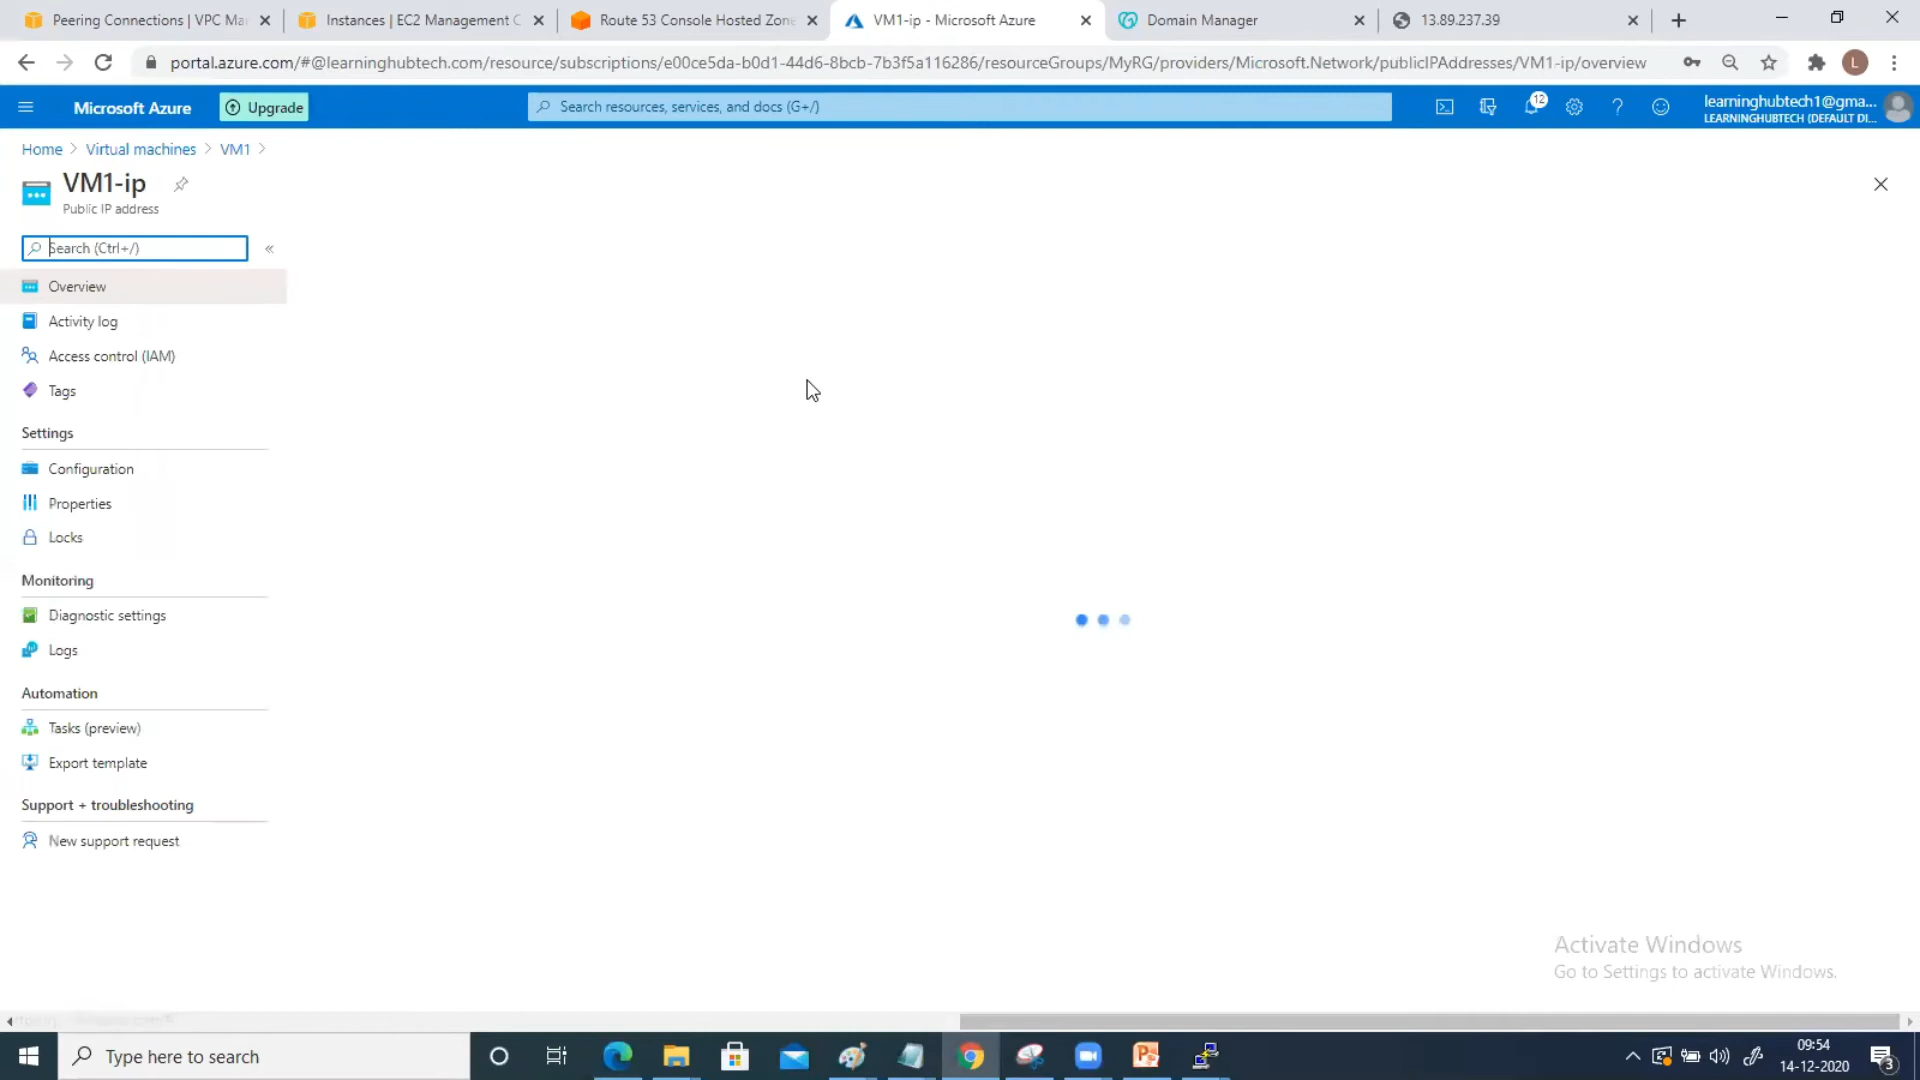 Peering Connections | VPC Ma
Instances | EC2 Management C
Route 53 Console Hosted Zone
VM1-ip - Microsoft Azure
Domain Manager
13.89.237.39
portal.azure.com/#@learninghubtech.com/resource/subscriptions/e00ce5da-b0d1-44d6-8bcb-7b3f5a116286/resourceGroups/MyRG/providers/Microsoft.Network/publicIPAddresses/VM1-ip/overview
L
Microsoft Azure
Upgrade
Search resources, services, and docs (G+/)
12
learninghubtech1@gma...
LEARNINGHUBTECH (DEFAULT DI...
Home > Virtual machines > VM1 >
VM1-ip
Public IP address
Search (Ctrl+/)
«
Overview
Activity log
Access control (IAM)
Tags
Settings
Configuration
Properties
Locks
Monitoring
Diagnostic settings
Logs
Automation
Tasks (preview)
Export template
Support + troubleshooting
New support request
Activate Windows
Go to Settings to activate Windows.
Type here to search
09:54
14-12-2020
3